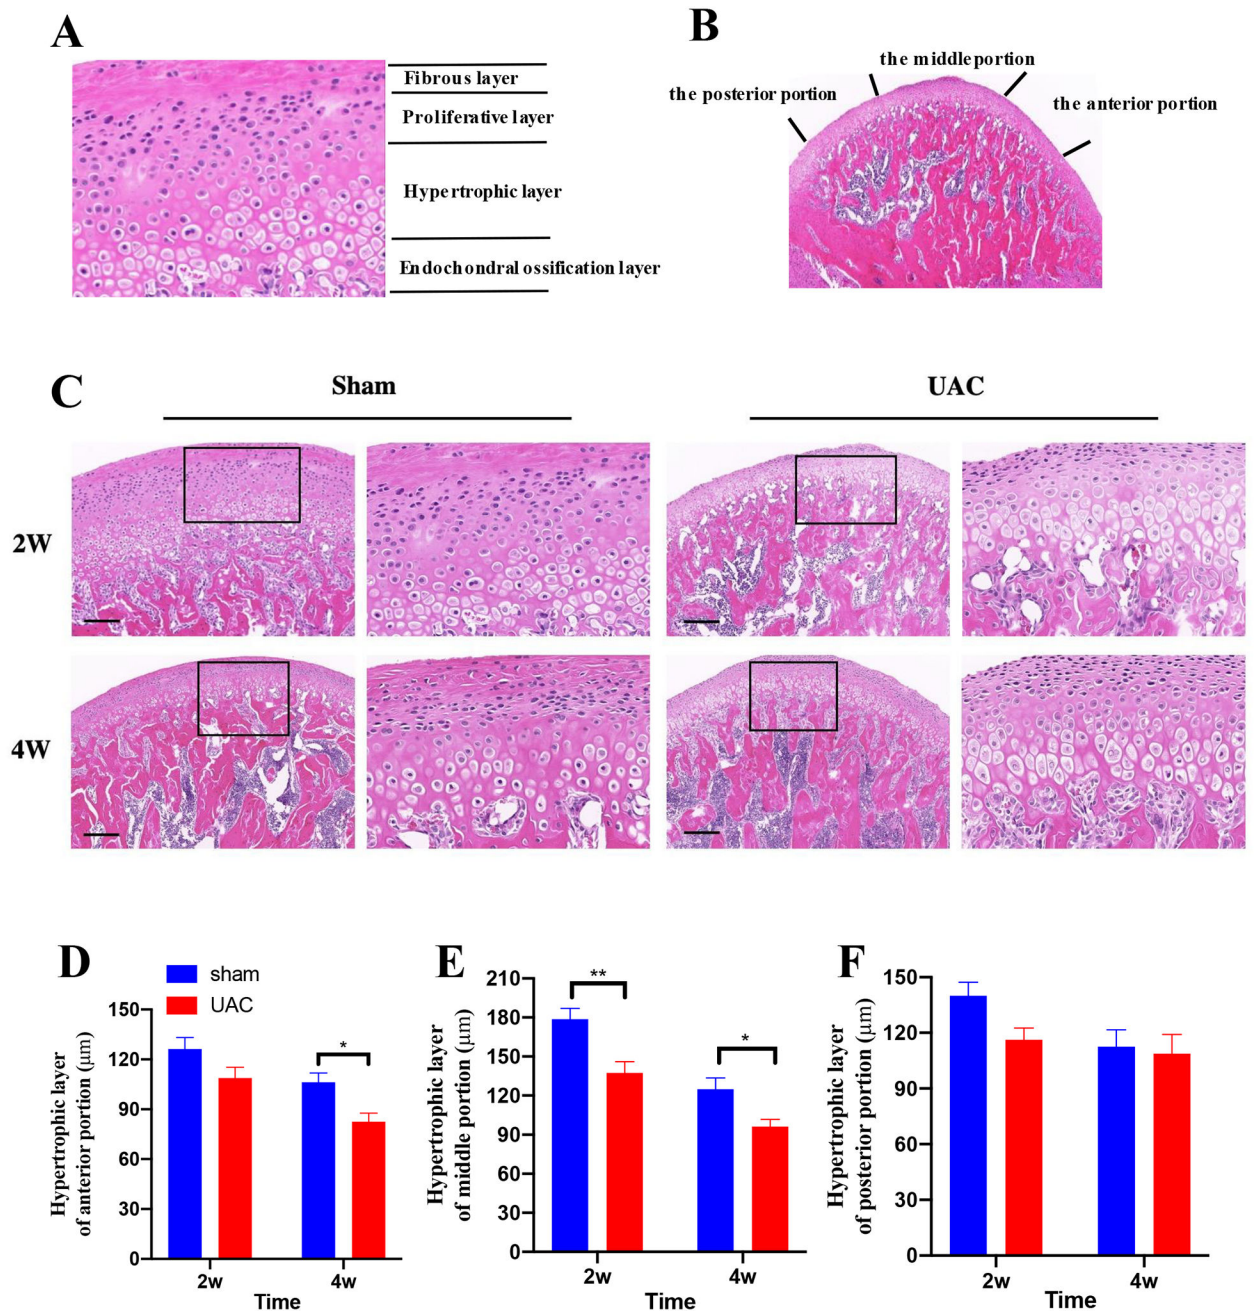 A
Fibrous layer
Proliferative layer
Hypertrophic layer
Endochondral ossification layer
B
the middle portion
the posterior portion
the anterior portion
C
Sham
UAC
2W
4W
D
sham
UAC
Hypertrophic layer
of anterior portion (μm)
150
120
90
60
30
0
*
2w
4w
Time
E
Hypertrophic layer
of middle portion (μm)
210
180
150
120
90
60
30
0
**
*
2w
4w
Time
F
Hypertrophic layer
of posterior portion (μm)
150
120
90
60
30
0
2w
4w
Time